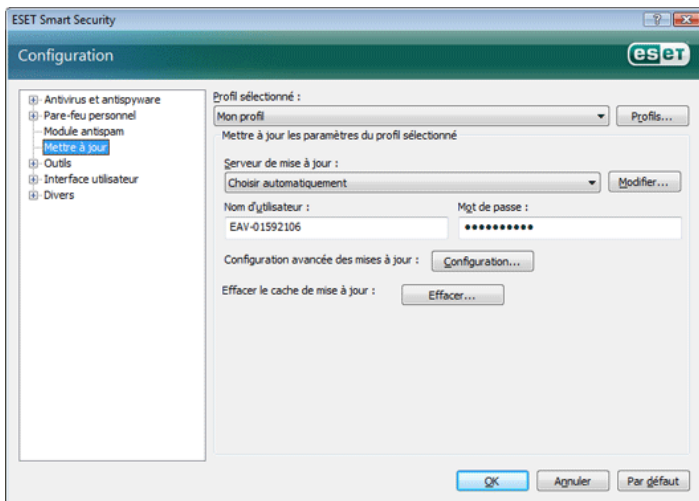 ESET Smart Security
Configuration
eseT
Antivirus et antispyware
Pare-feu personnel
Module antispam
Mettre à jour
Outils
Interface utilisateur
Divers
Profil sélectionné :
Mon profil
Profils...
Mettre à jour les paramètres du profil sélectionné
Serveur de mise à jour :
Choisir automatiquement
Modifier...
Nom d'utilisateur :
Mot de passe :
EAV-01592106
●●●●●●●●●●
Configuration avancée des mises à jour :
Configuration...
Effacer le cache de mise à jour :
Effacer...
OK
Annuler
Par défaut